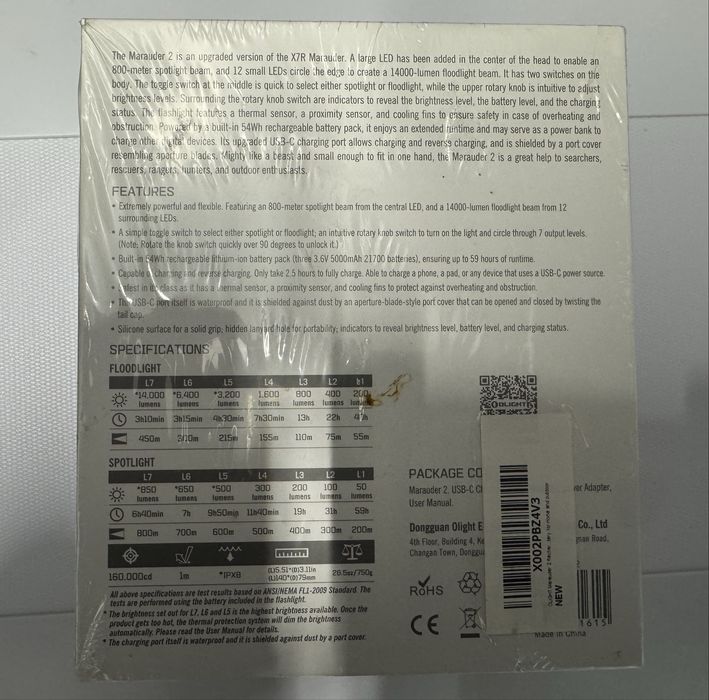 The Marauder 2 is an upgraded version of the X7R Marauder. A large LED has been added in the center of the head to enable an
800-meter spotlight beam, and 12 small LEDs circle the edge to create a 14000-lumen floodlight beam. It has two switches on the
body. The toggle switch at the middle is quick to select either spotlight or floodlight, while the upper rotary knob is intuitive to adjust
brightness levels. Surrounding the rotary knob switch are indicators to reveal the brightness level, the battery level, and the charging
status. The flashlight features a thermal sensor, a proximity sensor, and cooling fins to ensure safety in case of overheating and
obstruction. Powered by a built-in 54Wh rechargeable battery pack, it enjoys an extended runtime and may serve as a power bank to
charge other digital devices. Its upgraded USB-C charging port allows charging and reverse charging, and is shielded by a port cover
resembling aperture blades. Mighty like a beast and small enough to fit in one hand, the Marauder 2 is a great help to searchers,
rescuers, rangers, hunters, and outdoor enthusiasts.
FEATURES
• Extremely powerful and flexible. Featuring an 800-meter spotlight beam from the central LED, and a 14000-lumen floodlight beam from 12
surrounding LEDs.
• A simple toggle switch to select either spotlight or floodlight; an intuitive rotary knob switch to turn on the light and circle through 7 output levels.
(Note: Rotate the knob switch quickly over 90 degrees to unlock it.)
• Built-in 54Wh rechargeable lithium-ion battery pack (three 3.6V 5000mAh 21700 batteries), ensuring up to 59 hours of runtime.
• Capable of charging and reverse charging. Only take 2.5 hours to fully charge. Able to charge a phone, a pad, or any device that uses a USB-C power source.
• Safest in its class as it has a thermal sensor, a proximity sensor, and cooling fins to protect against overheating and obstruction.
• The USB-C port itself is waterproof and it is shielded against dust by an aperture-blade-style port cover that can be opened and closed by twisting the
tail cap.
• Silicone surface for a solid grip; hidden lanyard hole for portability; indicators to reveal brightness level, battery level, and charging status.
SPECIFICATIONS
FLOODLIGHT
L7 L6 L5 L4 L3 L2 L1
*14,000 lumens *6,400 lumens *3,200 lumens 1,600 lumens 800 lumens 400 lumens 200 lumens
3h10min 3h15min 4h30min 7h30min 13h 22h 47h
450m 300m 215m 155m 110m 75m 55m
SPOTLIGHT
L7 L6 L5 L4 L3 L2 L1
*950 lumens *650 lumens *500 lumens 300 lumens 200 lumens 100 lumens 50 lumens
6h40min 7h 9h50min 11h40min 19h 31h 59h
800m 700m 600m 500m 400m 300m 200m
160,000cd 1m *IPX8 (L)5.51*(D)3.11in (L)140*(D)79mm 26.5oz/750g
All above specifications are test results based on ANSI/NEMA FL1-2009 Standard. The
tests are performed using the battery included in the flashlight.
* The brightness set out for L7, L6 and L5 is the highest brightness available. Once the
product gets too hot, the thermal protection system will dim the brightness
automatically. Please read the User Manual for details.
* The charging port itself is waterproof and it is shielded against dust by a port cover.
OLIGHT
PACKAGE CO
Marauder 2, USB-C C er Adapter,
User Manual.
Dongguan Olight E Co., Ltd
4th Floor, Building 4, Ke Road,
Changan Town, Donggu
RoHS
CE
Made in China
1615
X002PBZ4V3
NEW